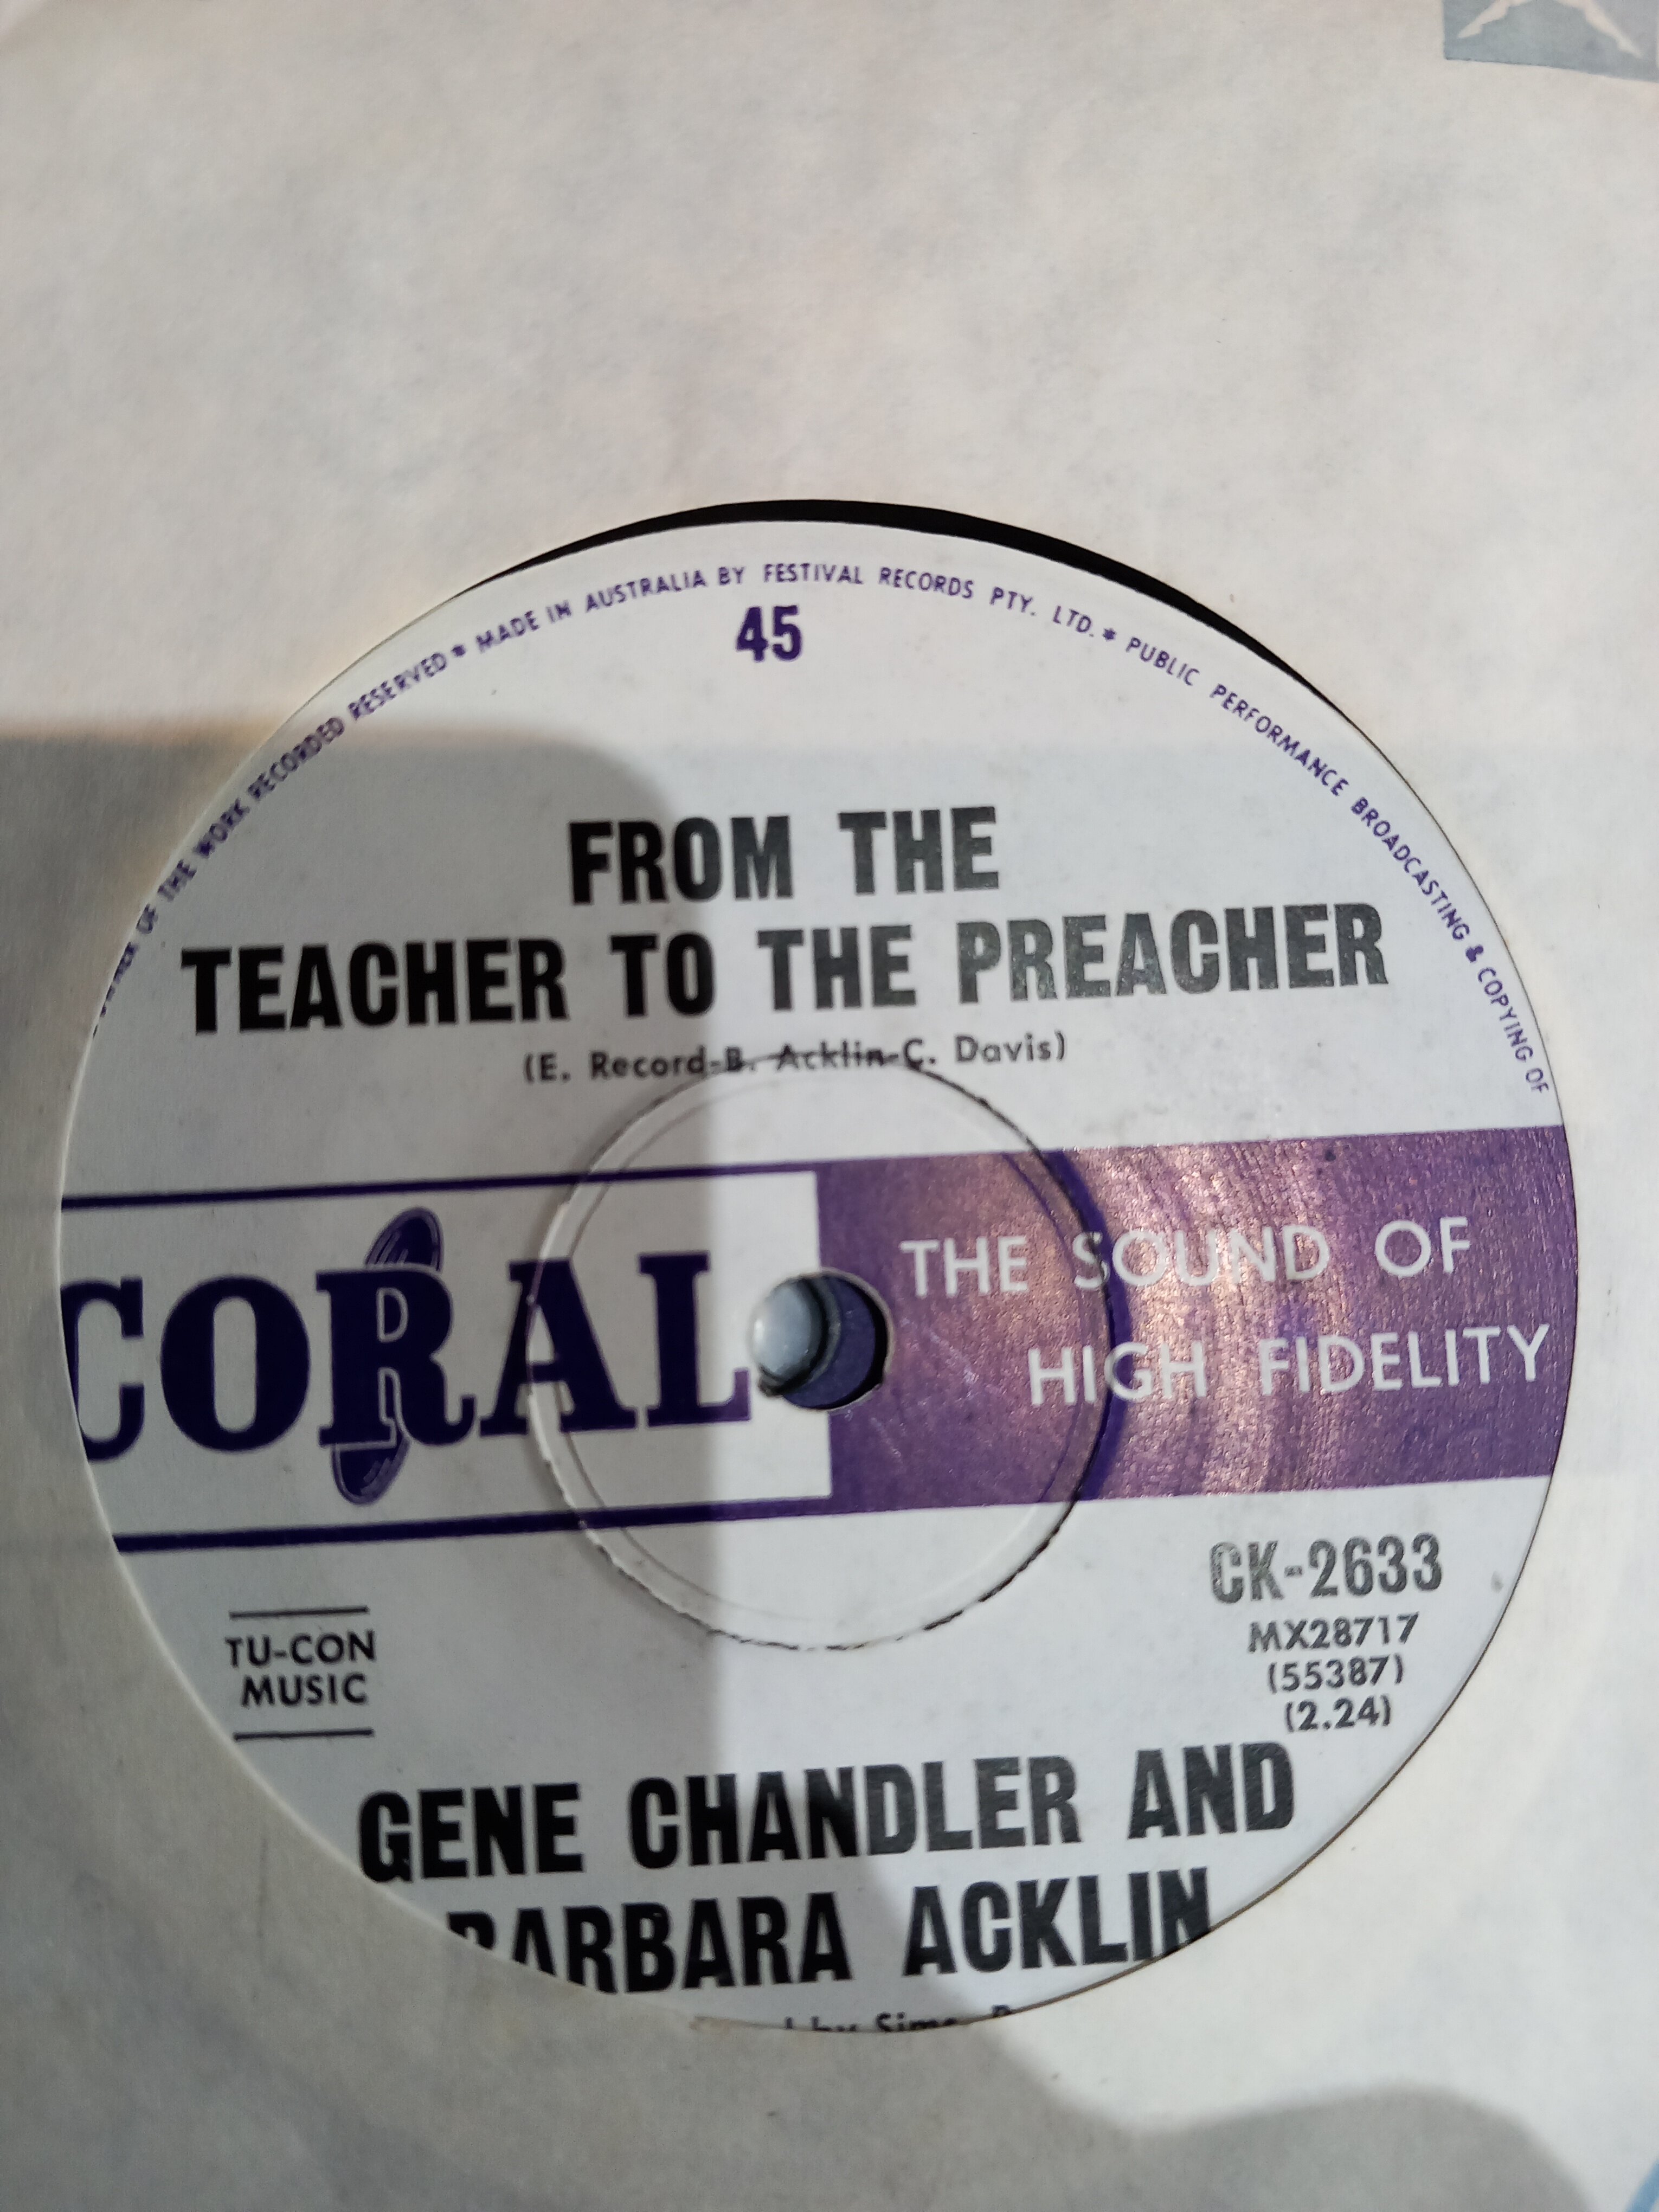 OF THE WORK RECORDED RESERVED * MADE IN AUSTRALIA BY FESTIVAL RECORDS PTY. LTD. * PUBLIC PERFORMANCE BROADCASTING & COPYING OF
45
FROM THE
TEACHER TO THE PREACHER
(E. Record-B. Acklin-C. Davis)
CORAL
THE SOUND OF
HIGH FIDELITY
CK-2633
MX28717
(55387)
(2.24)
TU-CON
MUSIC
GENE CHANDLER AND
BARBARA ACKLIN